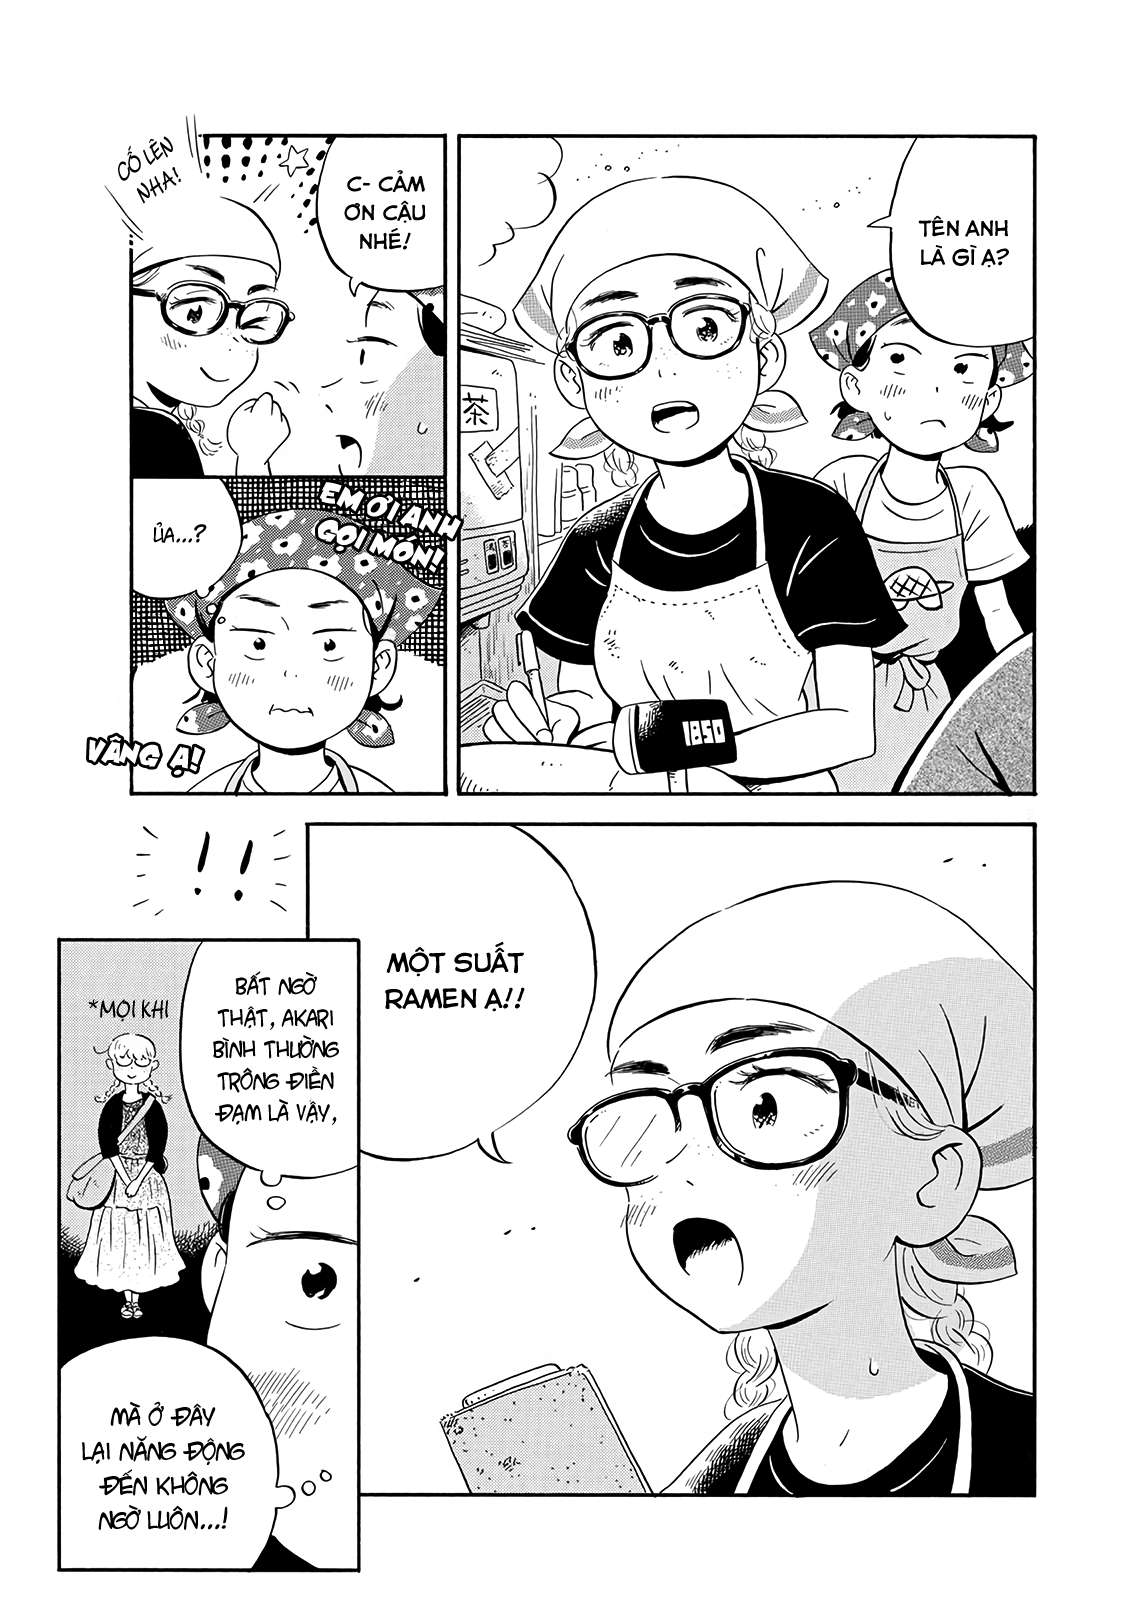 TÊN ANH
LÀ GÌ Ạ?
茶
1850
CỐ LÊN
NHA!
C- CẢM
ƠN CẬU
NHÉ!
ỦA...?
EM ƠI ANH
GỌI MÓN!
VÂNG Ạ!
!!
MỘT SUẤT
RAMEN Ạ!!
*MỌI KHI
BẤT NGỜ
THẬT, AKARI
BÌNH THƯỜNG
TRÔNG ĐIỀN
ĐẠM LÀ VẬY,
MÀ Ở ĐÂY
LẠI NĂNG ĐỘNG
ĐẾN KHÔNG
NGỜ LUÔN...!